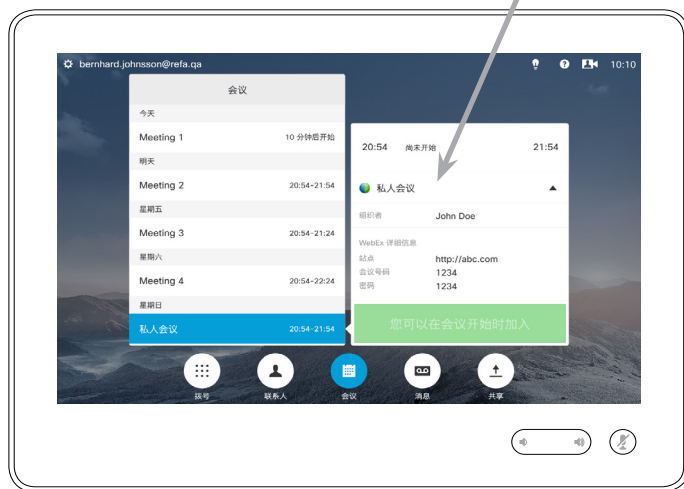 bernhard.johnsson@refa.qa
10:10
会议
今天
Meeting 1 10 分钟后开始
明天
Meeting 2 20:54-21:54
星期五
Meeting 3 20:54-21:24
星期六
Meeting 4 20:54-22:24
星期日
私人会议 20:54-21:54
20:54 尚未开始 21:54
私人会议
组织者 John Doe
WebEx 详细信息
站点 http://abc.com
会议号码 1234
密码 1234
您可以在会议开始时加入
拨号 联系人 会议 消息 共享